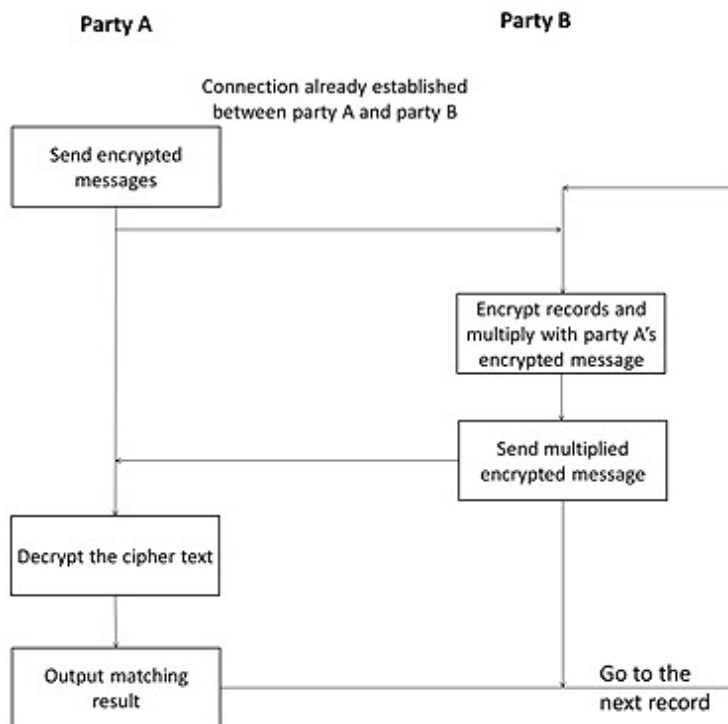 Party A
Party B
Connection already established
between party A and party B
Send encrypted
messages
Encrypt records and
multiply with party A's
encrypted message
Send multiplied
encrypted message
Decrypt the cipher text
Output matching
result
Go to the
next record